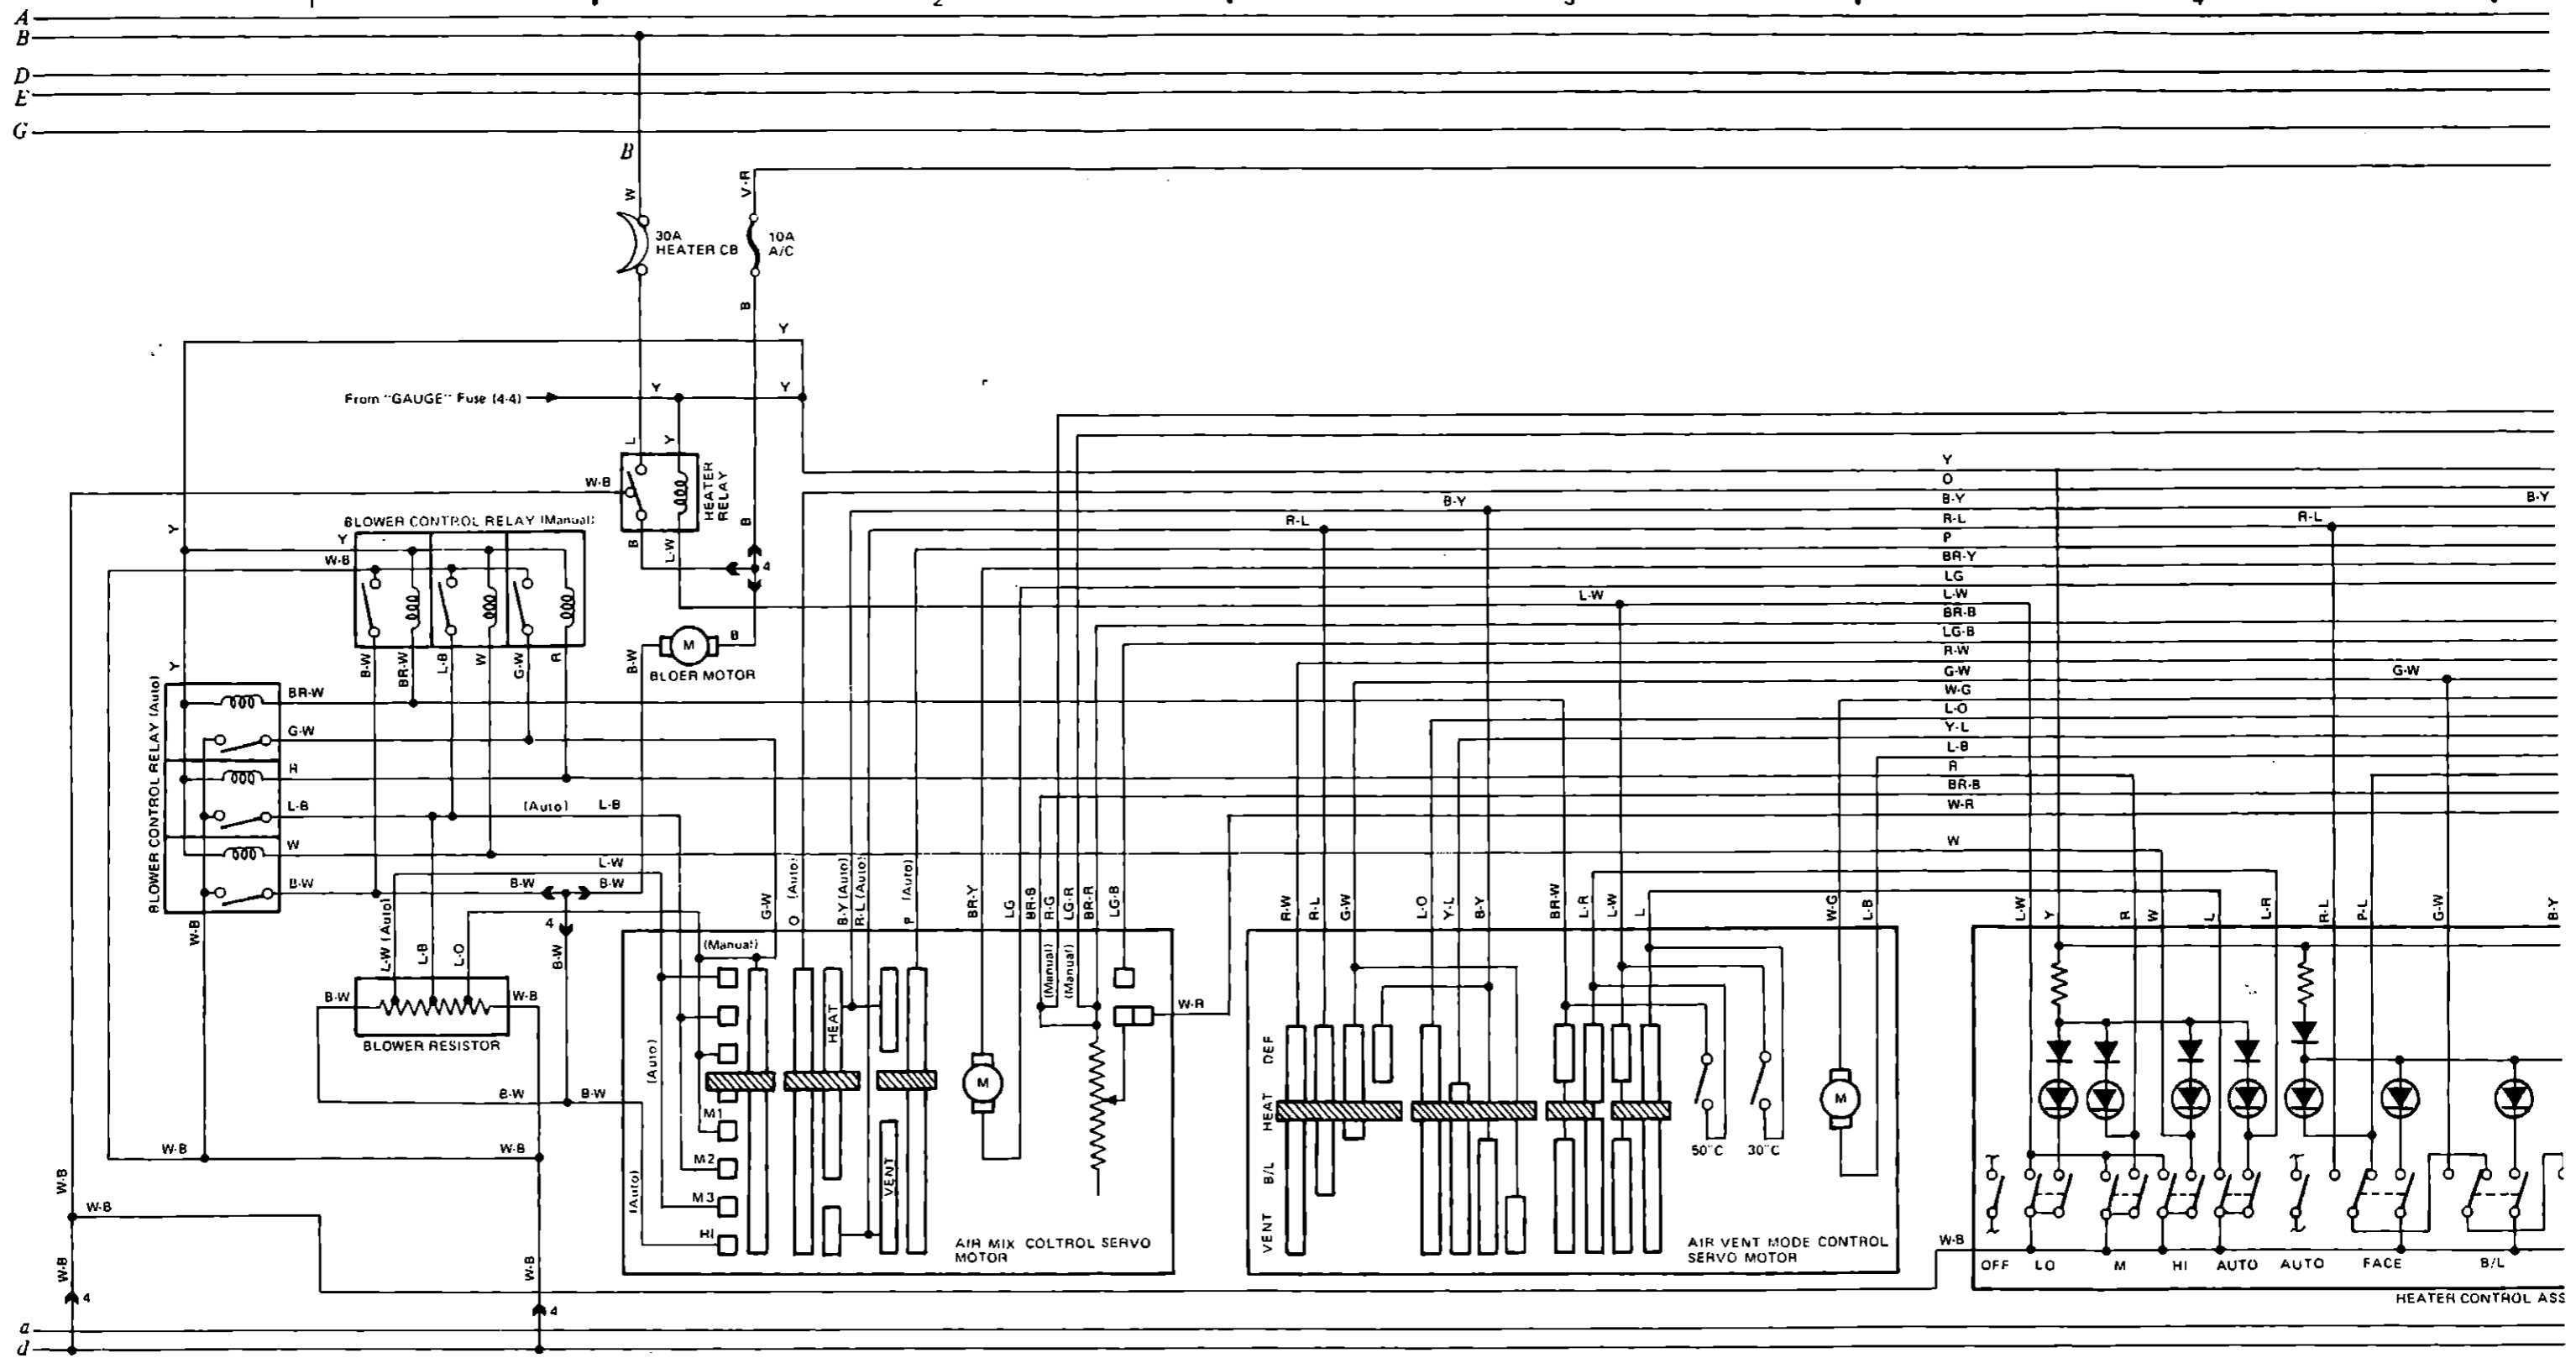 1 2 3 4
A
B
D
E
G
B
W
V-R
30A
HEATER CB
10A
A/C
B
Y
From "GAUGE" Fuse (4-4)
Y
Y
L
Y
W-B
HEATER
RELAY
B
B
L-W
4
BLOWER CONTROL RELAY (Manual)
Y
Y
W-B
B-W
BR-W
L-B
W
G-W
R
B-W
M
B
BLOER MOTOR
Y
BLOWER CONTROL RELAY (Auto)
BR-W
G-W
R
L-B
(Auto)
L-B
W
L-W
B-W
B-W
B-W
4
B-W
W-B
L-W (Auto)
L-B
L-O
B-W
W-B
BLOWER RESISTOR
B-W
B-W
W-B
W-B
W-B
W-B
W-B
4
W-B
4
G-W
O (Auto)
B-Y (Auto)
R-L (Auto)
P (Auto)
BR-Y
LG
BR-B
R-G
LG-R
BR-R
LG-B
(Manual)
(Manual)
(Manual)
(Auto)
(Auto)
HEAT
VENT
M1
M2
M3
HI
M
W-R
AIR MIX COLTROL SERVO
MOTOR
R-L
B-Y
L-W
Y
O
B-Y
R-L
P
BR-Y
LG
L-W
BR-B
LG-B
R-W
G-W
W-G
L-O
Y-L
L-B
R
BR-B
W-R
W
B-Y
R-L
G-W
R-W
R-L
G-W
L-O
Y-L
B-Y
BR-W
L-R
L-W
L
W-G
L-B
DEF
HEAT
B/L
VENT
50°C
30°C
M
AIR VENT MODE CONTROL
SERVO MOTOR
L-W
Y
R
W
L
L-R
R-L
P-L
G-W
B-Y
W-B
OFF LO M HI AUTO AUTO FACE B/L
HEATER CONTROL ASS
a
d